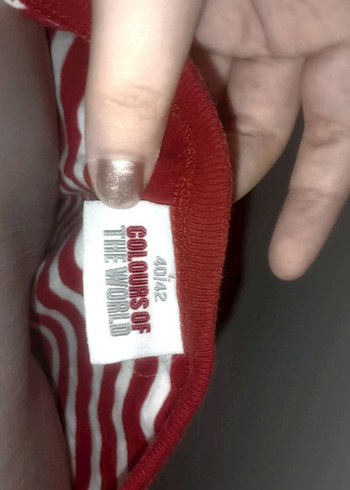 L
40/42
COLOURS OF
THE WORLD